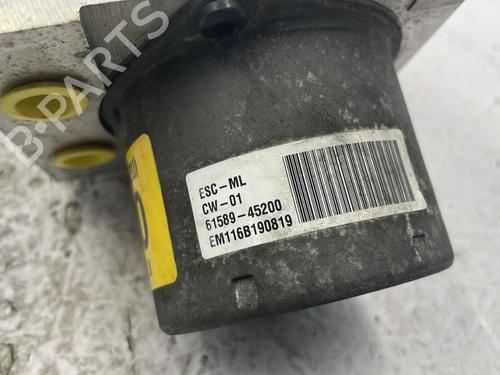 B-PARTS
ESC-ML
CW-01
61589-45200
EM116B190819